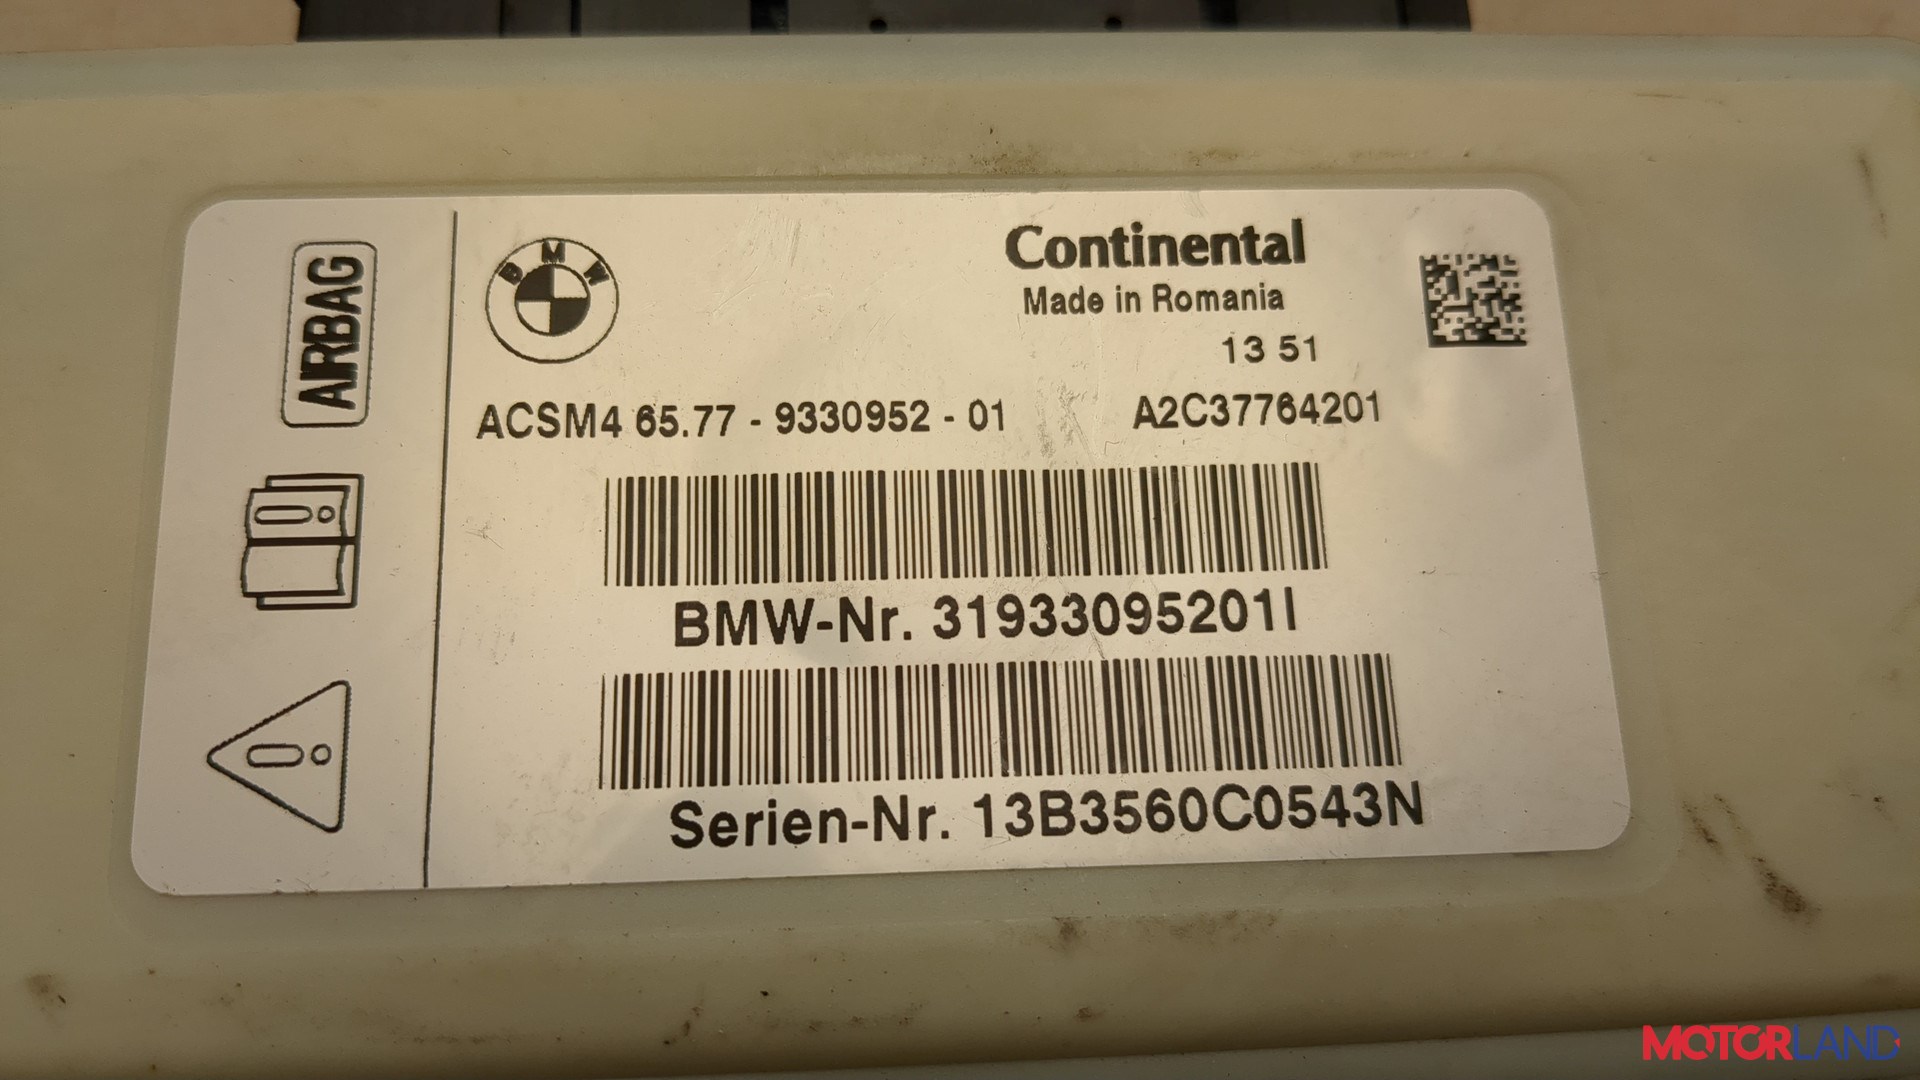 AIRBAG
BMW
Continental
Made in Romania
13 51
ACSM4 65.77 - 9330952 - 01 A2C37764201
BMW-Nr. 31933095201I
Serien-Nr. 13B3560C0543N
MOTORLAND